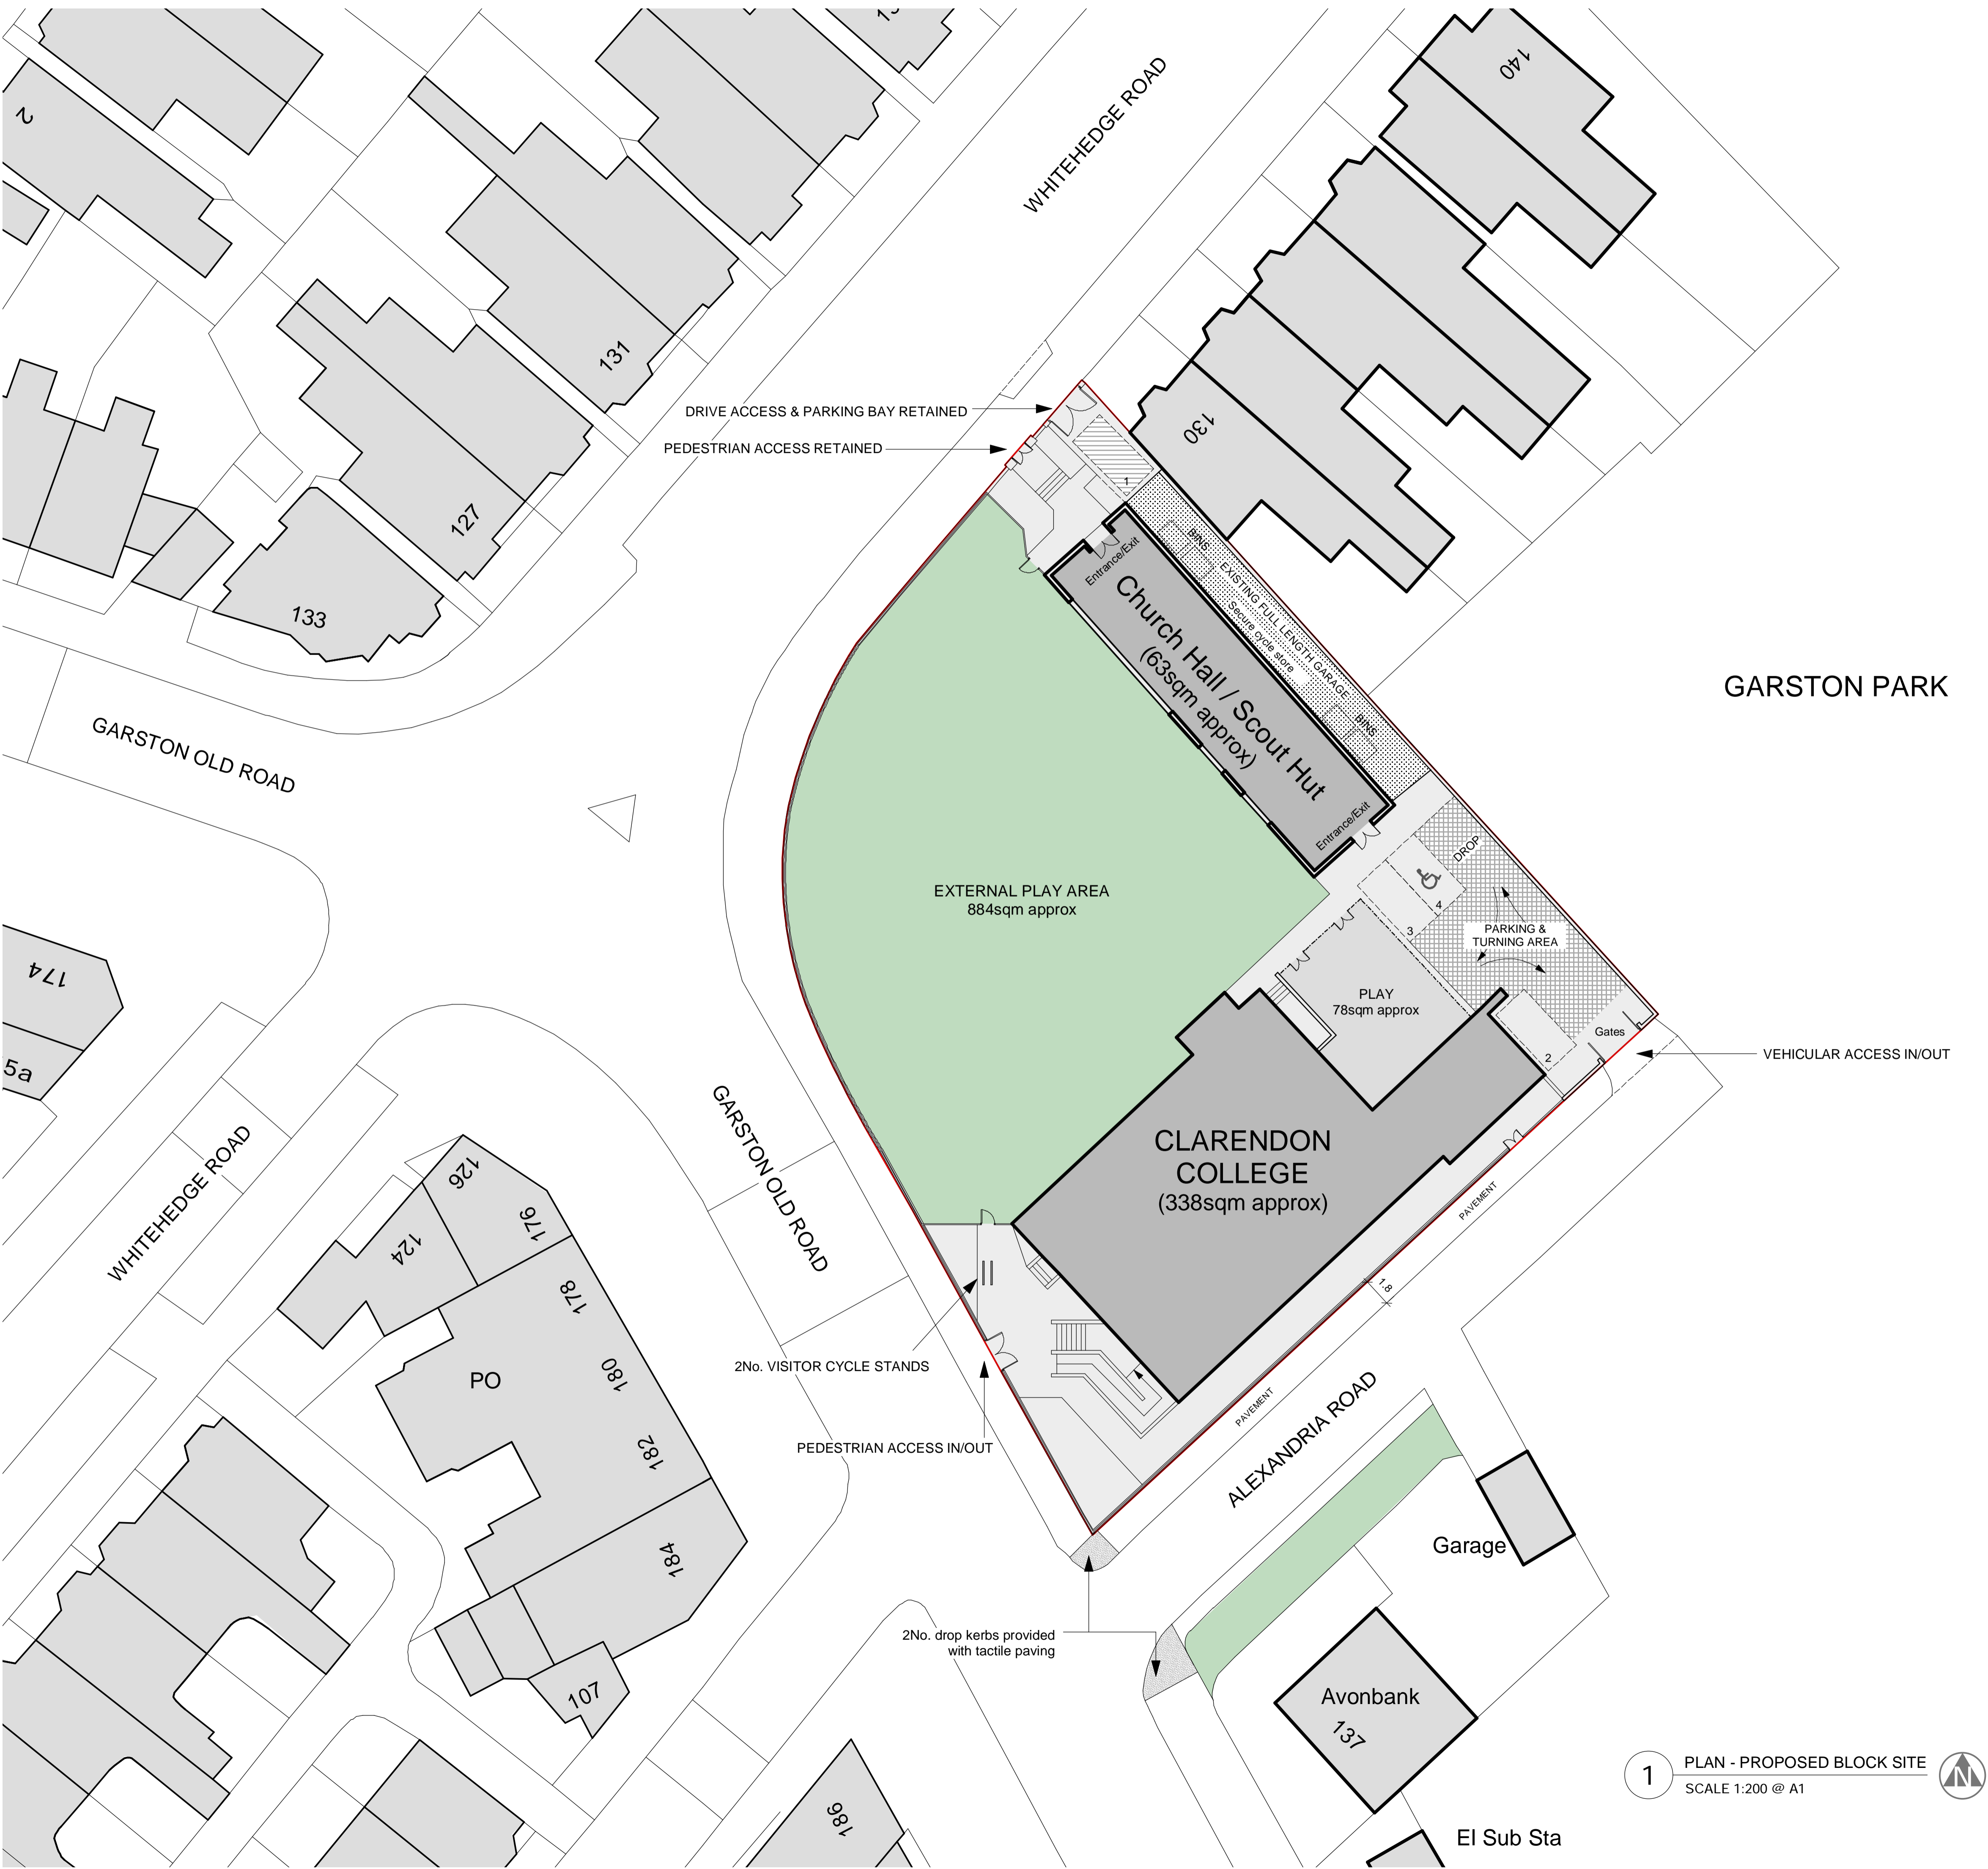 140
2
WHITEHEDGE ROAD
131
DRIVE ACCESS & PARKING BAY RETAINED
PEDESTRIAN ACCESS RETAINED
130
1
127
133
BINS
EXISTING FULL LENGTH GARAGE
Secure cycle store
BINS
Entrance/Exit
Church Hall / Scout Hut
(63sqm approx)
Entrance/Exit
GARSTON PARK
GARSTON OLD ROAD
DROP
EXTERNAL PLAY AREA
884sqm approx
4
3
PARKING &
TURNING AREA
174
5a
PLAY
78sqm approx
Gates
2
VEHICULAR ACCESS IN/OUT
CLARENDON
COLLEGE
(338sqm approx)
GARSTON OLD ROAD
WHITEHEDGE ROAD
126
176
124
178
180
182
184
PO
107
PAVEMENT
1.8
2No. VISITOR CYCLE STANDS
PEDESTRIAN ACCESS IN/OUT
PAVEMENT
ALEXANDRIA ROAD
Garage
2No. drop kerbs provided
with tactile paving
Avonbank
137
186
El Sub Sta
1
PLAN - PROPOSED BLOCK SITE
SCALE 1:200 @ A1
N